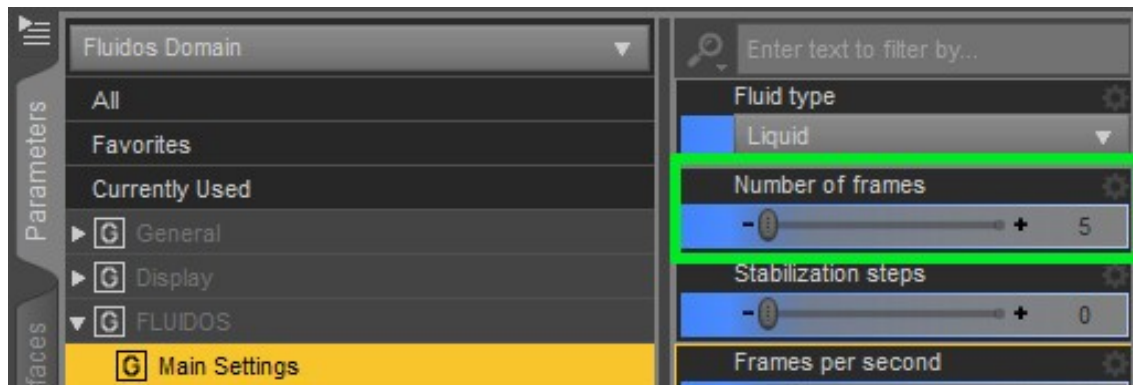 Parameters
faces
Fluidos Domain
All
Favorites
Currently Used
G General
G Display
G FLUIDOS
G Main Settings
Enter text to filter by...
Fluid type
Liquid
Number of frames
- + 5
Stabilization steps
- + 0
Frames per second